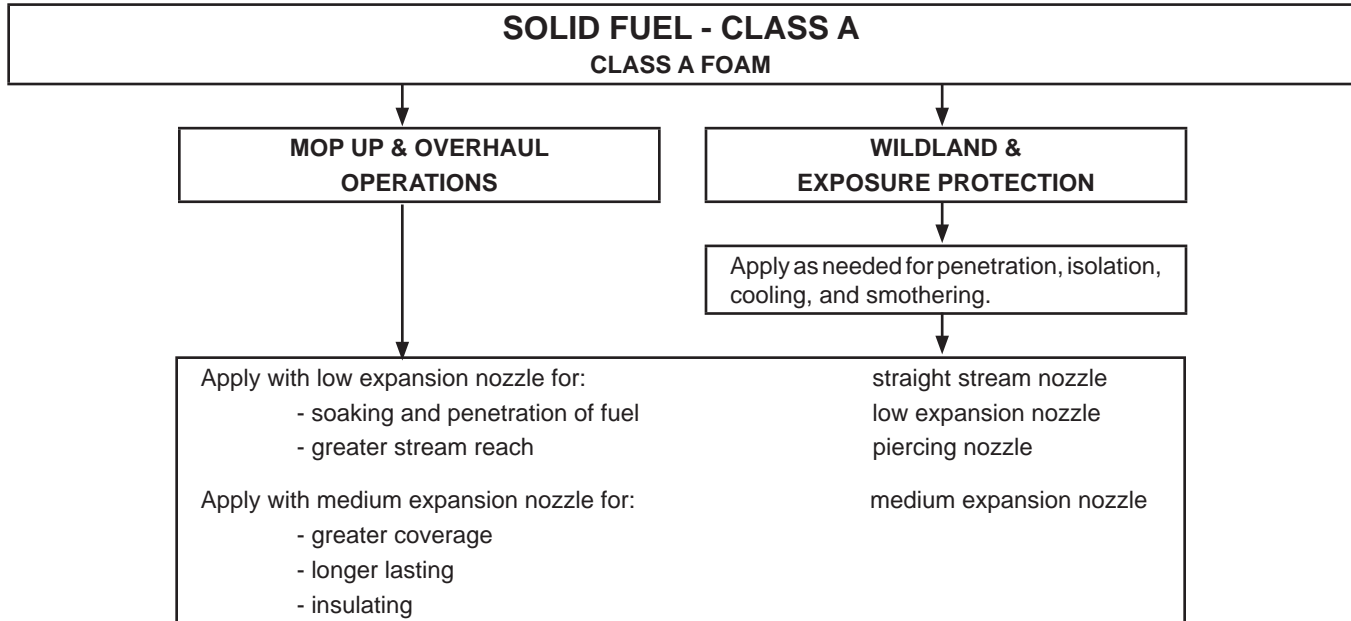 SOLID FUEL - CLASS A
CLASS A FOAM
MOP UP & OVERHAUL
OPERATIONS
WILDLAND &
EXPOSURE PROTECTION
Apply as needed for penetration, isolation,
cooling, and smothering.
Apply with low expansion nozzle for:
- soaking and penetration of fuel
- greater stream reach
straight stream nozzle
low expansion nozzle
piercing nozzle
Apply with medium expansion nozzle for:
- greater coverage
- longer lasting
- insulating
medium expansion nozzle